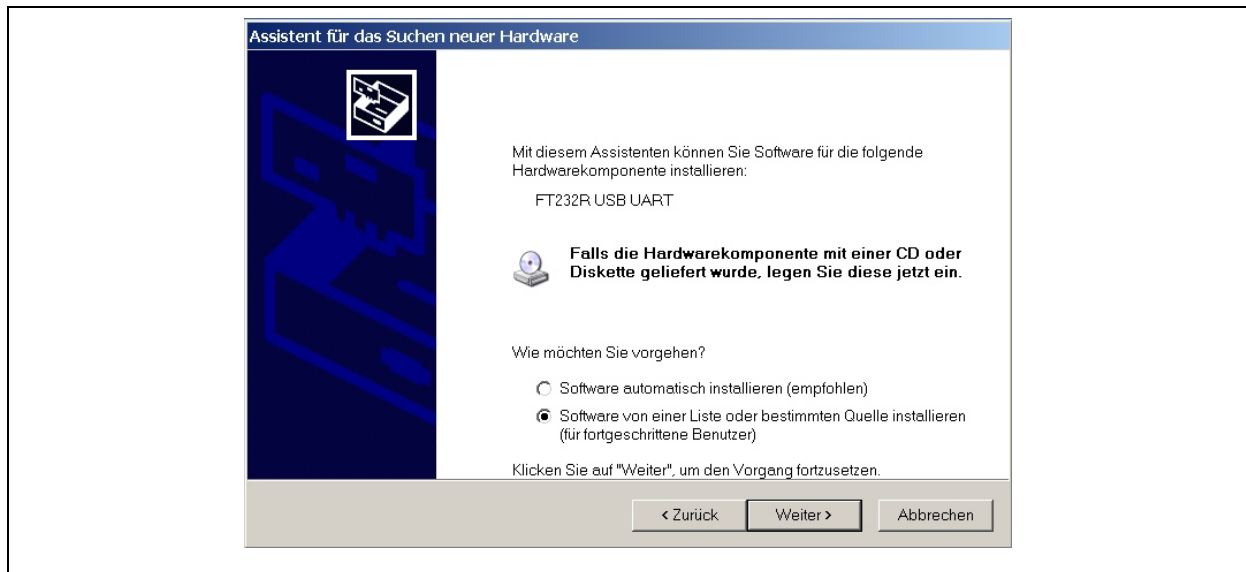 Assistent für das Suchen neuer Hardware
Mit diesem Assistenten können Sie Software für die folgende
Hardwarekomponente installieren:
FT232R USB UART
Falls die Hardwarekomponente mit einer CD oder
Diskette geliefert wurde, legen Sie diese jetzt ein.
Wie möchten Sie vorgehen?
Software automatisch installieren (empfohlen)
Software von einer Liste oder bestimmten Quelle installieren
(für fortgeschrittene Benutzer)
Klicken Sie auf "Weiter", um den Vorgang fortzusetzen.
< Zurück Weiter > Abbrechen